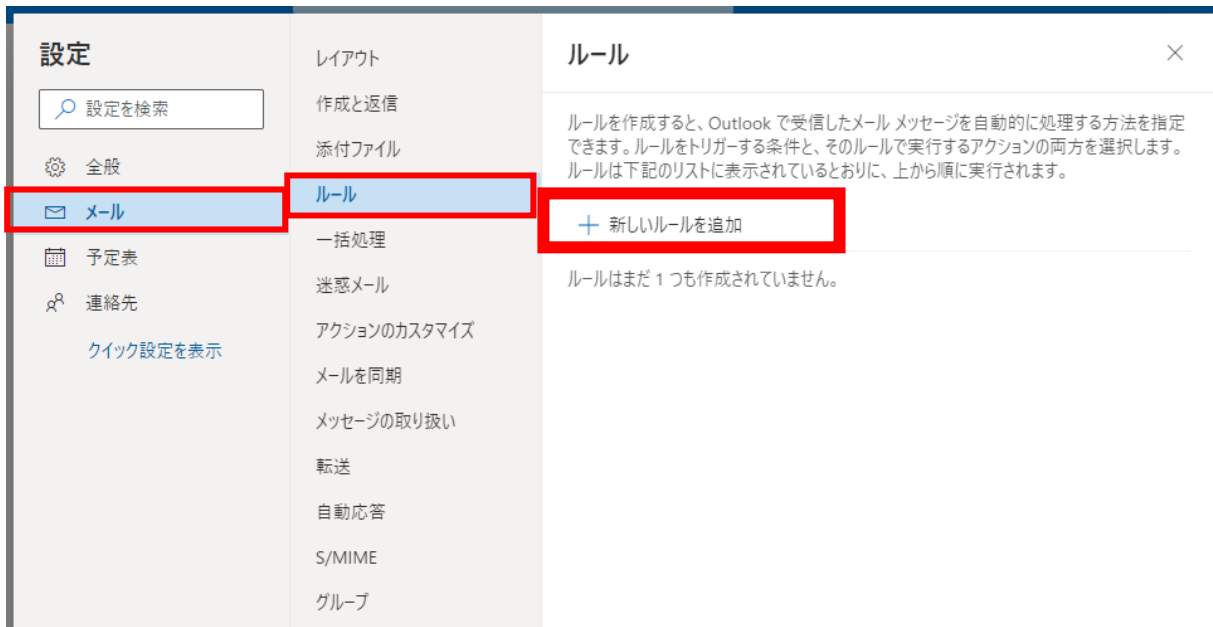 設定
設定を検索
全般
メール
予定表
連絡先
クイック設定を表示
レイアウト
作成と返信
添付ファイル
ルール
一括処理
迷惑メール
アクションのカスタマイズ
メールを同期
メッセージの取り扱い
転送
自動応答
S/MIME
グループ
ルール
ルールを作成すると、Outlook で受信したメール メッセージを自動的に処理する方法を指定
できます。ルールをトリガーする条件と、そのルールで実行するアクションの両方を選択します。
ルールは下記のリストに表示されているとおりに、上から順に実行されます。
新しいルールを追加
ルールはまだ 1 つも作成されていません。